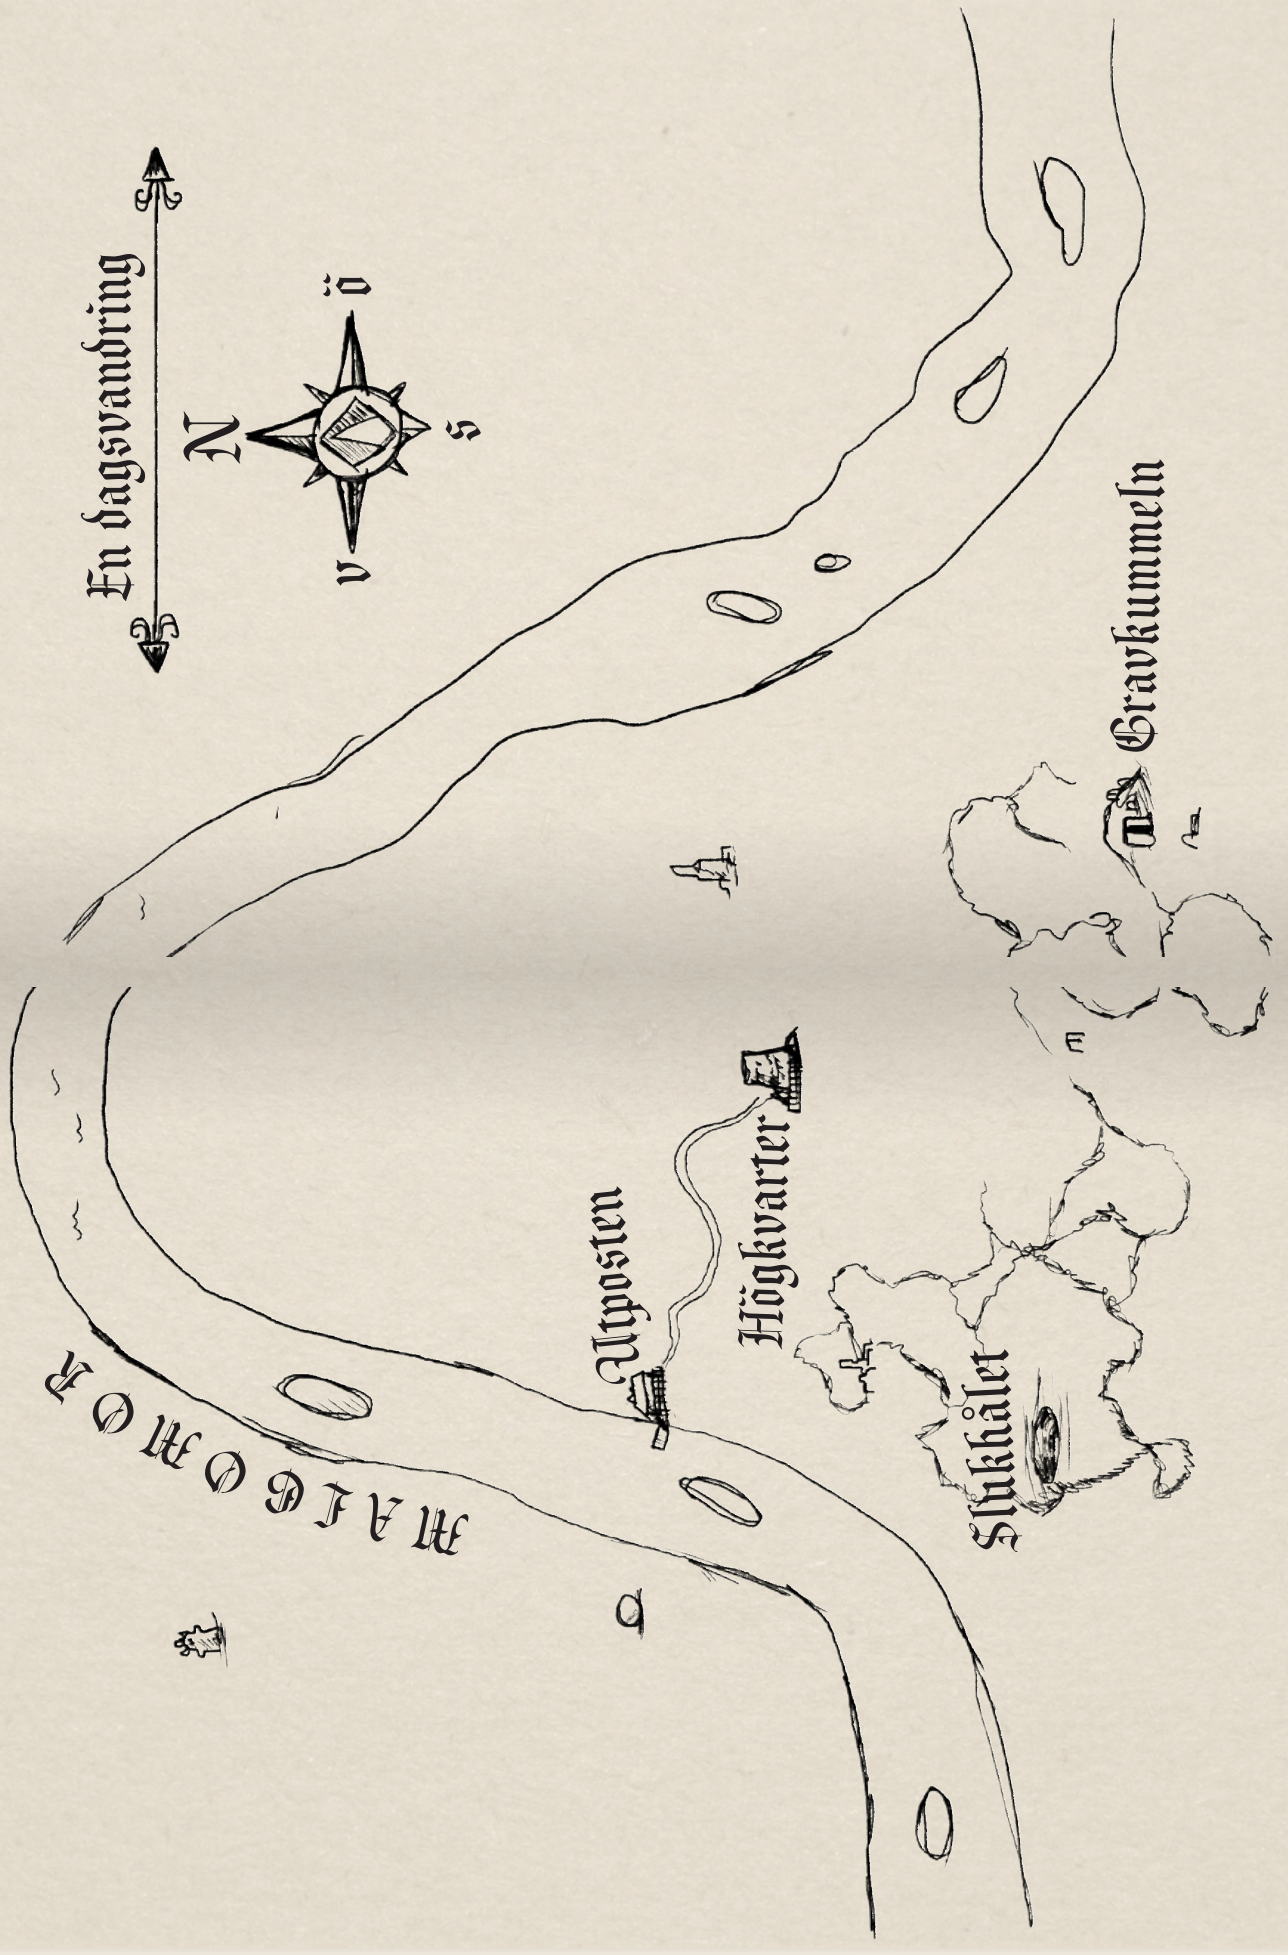 En dagsvandring
N
v
ö
s
MALGOMOR
Utposten
Högkvarter
Slukhålet
Gravkummeln